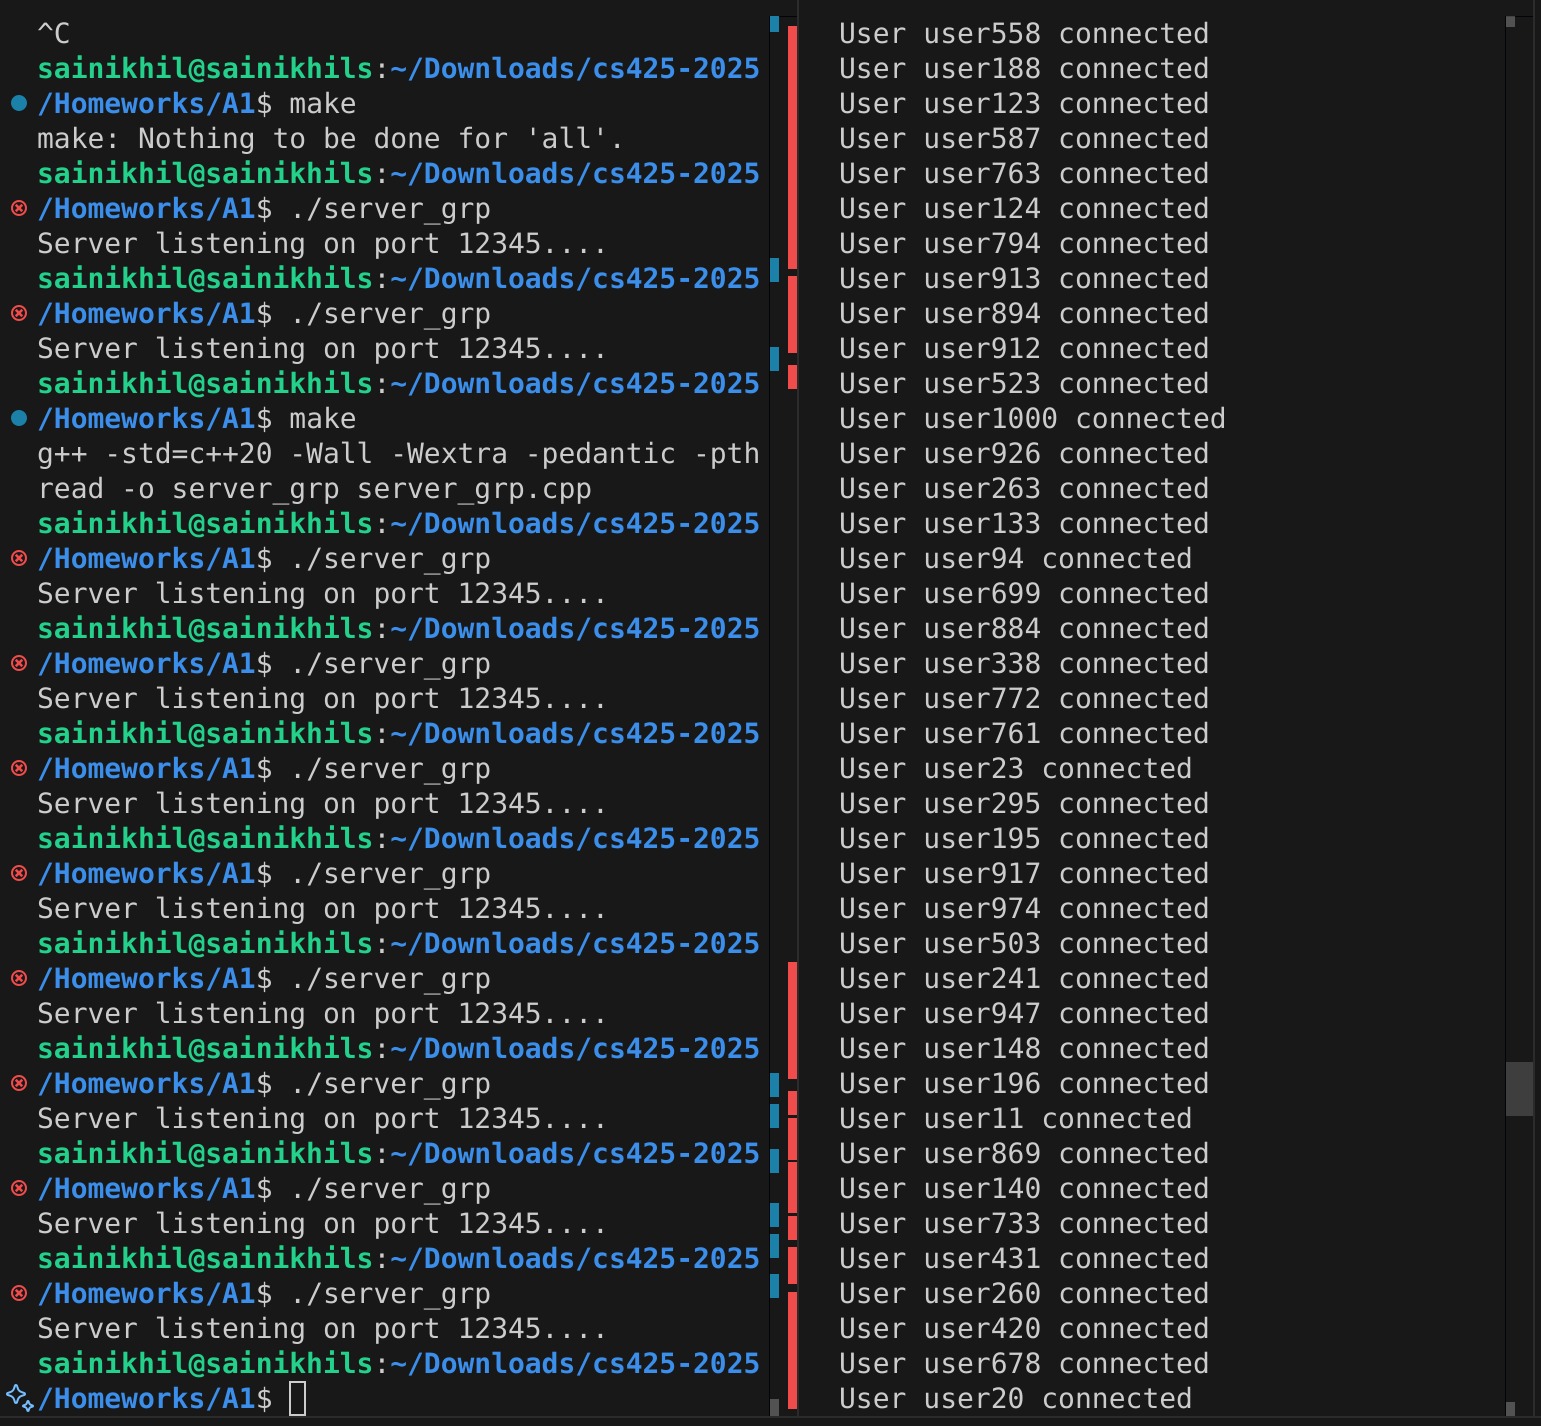 ^C
sainikhil@sainikhils:~/Downloads/cs425-2025
/Homeworks/A1$ make
make: Nothing to be done for 'all'.
sainikhil@sainikhils:~/Downloads/cs425-2025
/Homeworks/A1$ ./server_grp
Server listening on port 12345....
sainikhil@sainikhils:~/Downloads/cs425-2025
/Homeworks/A1$ ./server_grp
Server listening on port 12345....
sainikhil@sainikhils:~/Downloads/cs425-2025
/Homeworks/A1$ make
g++ -std=c++20 -Wall -Wextra -pedantic -pth
read -o server_grp server_grp.cpp
sainikhil@sainikhils:~/Downloads/cs425-2025
/Homeworks/A1$ ./server_grp
Server listening on port 12345....
sainikhil@sainikhils:~/Downloads/cs425-2025
/Homeworks/A1$ ./server_grp
Server listening on port 12345....
sainikhil@sainikhils:~/Downloads/cs425-2025
/Homeworks/A1$ ./server_grp
Server listening on port 12345....
sainikhil@sainikhils:~/Downloads/cs425-2025
/Homeworks/A1$ ./server_grp
Server listening on port 12345....
sainikhil@sainikhils:~/Downloads/cs425-2025
/Homeworks/A1$ ./server_grp
Server listening on port 12345....
sainikhil@sainikhils:~/Downloads/cs425-2025
/Homeworks/A1$ ./server_grp
Server listening on port 12345....
sainikhil@sainikhils:~/Downloads/cs425-2025
/Homeworks/A1$ ./server_grp
Server listening on port 12345....
sainikhil@sainikhils:~/Downloads/cs425-2025
/Homeworks/A1$ ./server_grp
Server listening on port 12345....
sainikhil@sainikhils:~/Downloads/cs425-2025
/Homeworks/A1$
User user558 connected
User user188 connected
User user123 connected
User user587 connected
User user763 connected
User user124 connected
User user794 connected
User user913 connected
User user894 connected
User user912 connected
User user523 connected
User user1000 connected
User user926 connected
User user263 connected
User user133 connected
User user94 connected
User user699 connected
User user884 connected
User user338 connected
User user772 connected
User user761 connected
User user23 connected
User user295 connected
User user195 connected
User user917 connected
User user974 connected
User user503 connected
User user241 connected
User user947 connected
User user148 connected
User user196 connected
User user11 connected
User user869 connected
User user140 connected
User user733 connected
User user431 connected
User user260 connected
User user420 connected
User user678 connected
User user20 connected